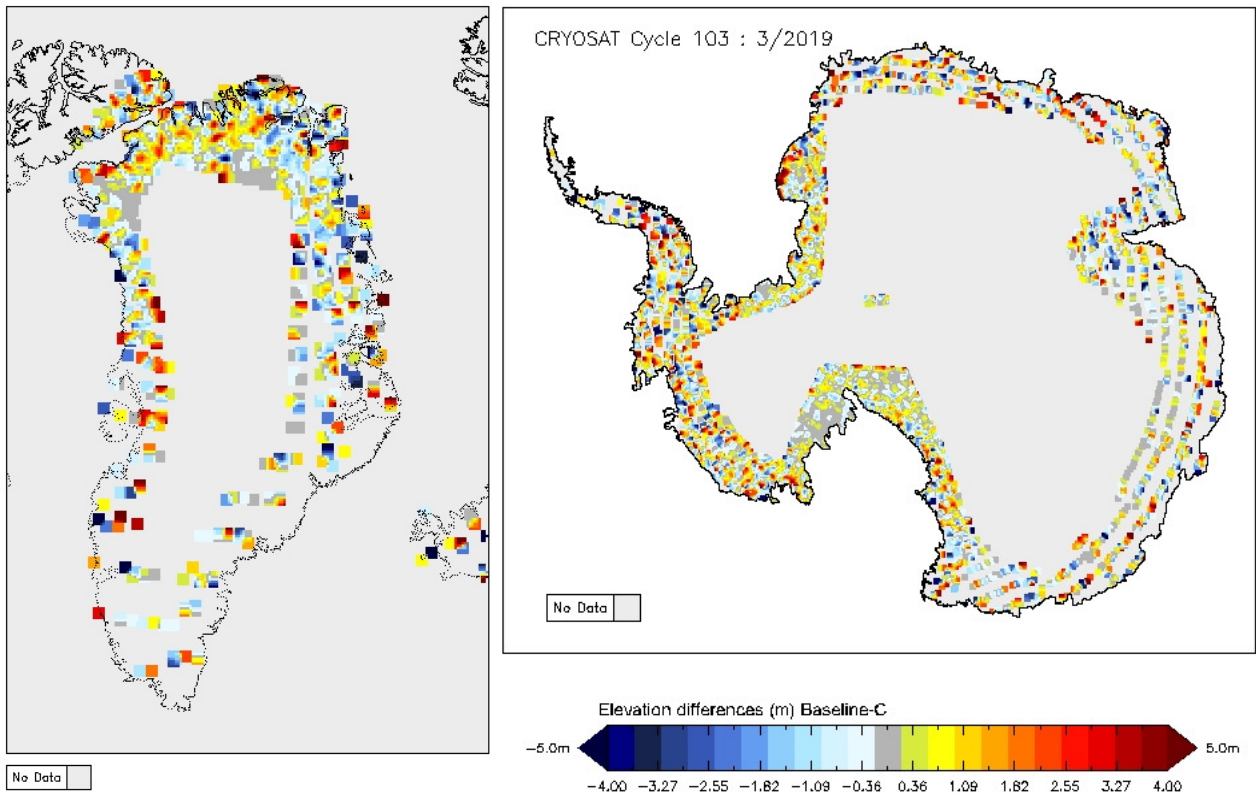 CRYOSAT Cycle 103 : 3/2019
No Data
No Data
Elevation differences (m) Baseline-C
-5.0m 5.0m
-4.00 -3.27 -2.55 -1.82 -1.09 -0.36 0.36 1.09 1.82 2.55 3.27 4.00